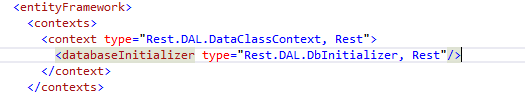 <entityFramework>
<contexts>
<context type="Rest.DAL.DataClassContext, Rest">
<databaseInitializer type="Rest.DAL.DbInitializer, Rest"/>
</context>
</contexts>